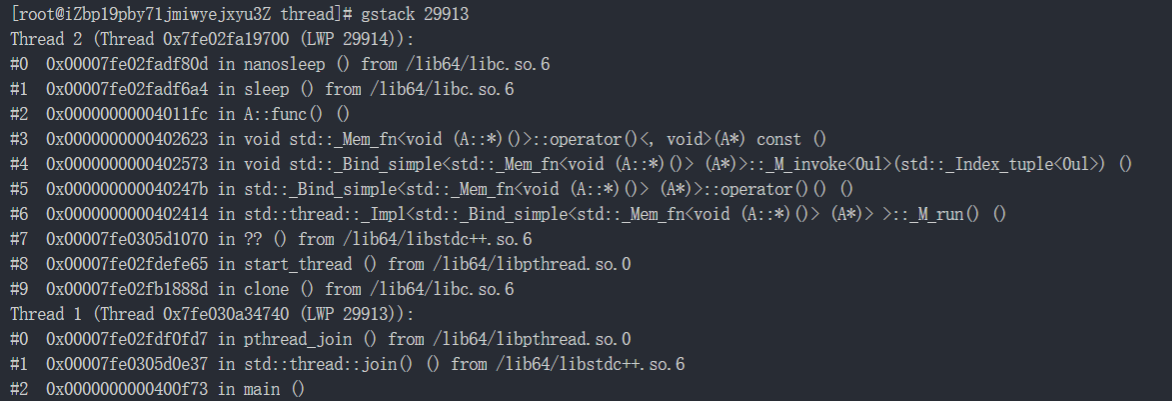 [root@iZbp19pby71jmiwyejxyu3Z thread]# gstack 29913
Thread 2 (Thread 0x7fe02fa19700 (LWP 29914)):
#0  0x00007fe02fadf80d in nanosleep () from /lib64/libc.so.6
#1  0x00007fe02fadf6a4 in sleep () from /lib64/libc.so.6
#2  0x00000000004011fc in A::func() ()
#3  0x0000000000402623 in void std::_Mem_fn<void (A::*)()>::operator()<, void>(A*) const ()
#4  0x0000000000402573 in void std::_Bind_simple<std::_Mem_fn<void (A::*)()> (A*)>::_M_invoke<0ul>(std::_Index_tuple<0ul>) ()
#5  0x000000000040247b in std::_Bind_simple<std::_Mem_fn<void (A::*)()> (A*)>::operator()() ()
#6  0x0000000000402414 in std::thread::_Impl<std::_Bind_simple<std::_Mem_fn<void (A::*)()> (A*)> >::_M_run() ()
#7  0x00007fe0305d1070 in ?? () from /lib64/libstdc++.so.6
#8  0x00007fe02fdefe65 in start_thread () from /lib64/libpthread.so.0
#9  0x00007fe02fb1888d in clone () from /lib64/libc.so.6
Thread 1 (Thread 0x7fe030a34740 (LWP 29913)):
#0  0x00007fe02fdf0fd7 in pthread_join () from /lib64/libpthread.so.0
#1  0x00007fe0305d0e37 in std::thread::join() () from /lib64/libstdc++.so.6
#2  0x0000000000400f73 in main ()